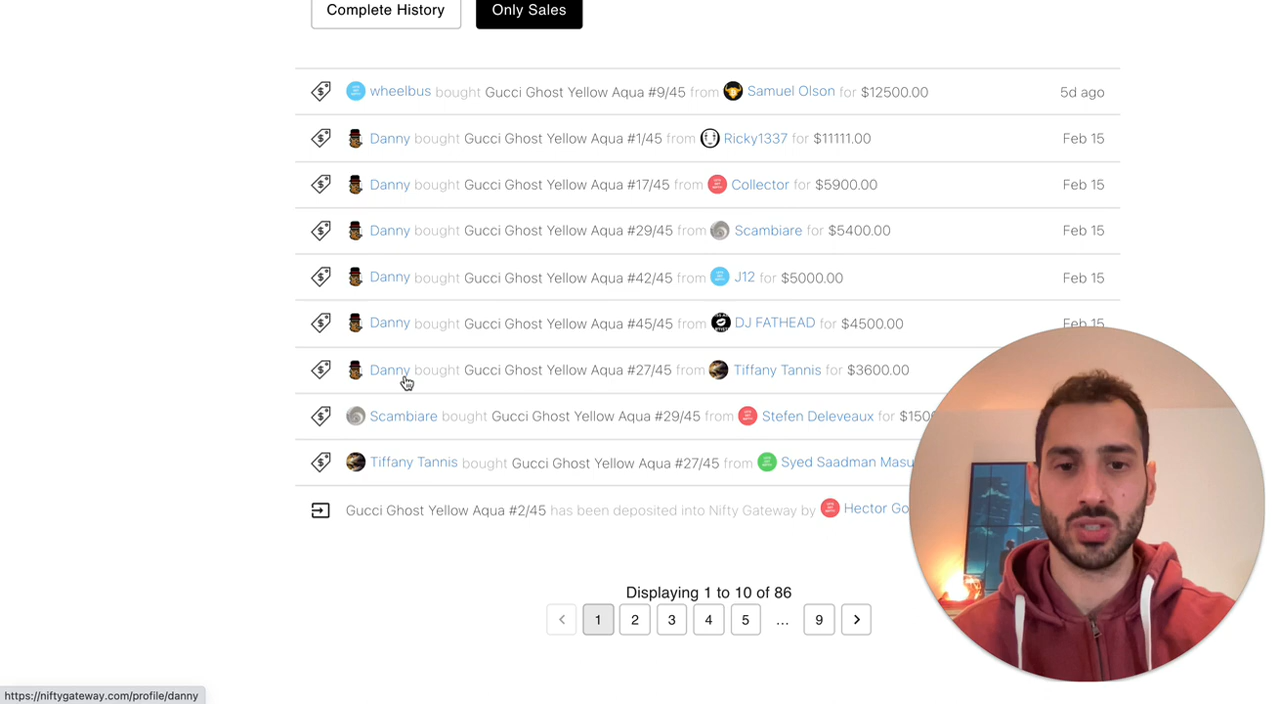 Complete History
Only Sales
wheelbus bought Gucci Ghost Yellow Aqua #9/45 from Samuel Olson for $12500.00 5d ago
Danny bought Gucci Ghost Yellow Aqua #1/45 from Ricky1337 for $11111.00 Feb 15
Danny bought Gucci Ghost Yellow Aqua #17/45 from Collector for $5900.00 Feb 15
Danny bought Gucci Ghost Yellow Aqua #29/45 from Scambiare for $5400.00 Feb 15
Danny bought Gucci Ghost Yellow Aqua #42/45 from J12 for $5000.00 Feb 15
Danny bought Gucci Ghost Yellow Aqua #45/45 from DJ FATHEAD for $4500.00 Feb 15
Danny bought Gucci Ghost Yellow Aqua #27/45 from Tiffany Tannis for $3600.00
Scambiare bought Gucci Ghost Yellow Aqua #29/45 from Stefen Deleveaux for $150
Tiffany Tannis bought Gucci Ghost Yellow Aqua #27/45 from Syed Saadman Masu
Gucci Ghost Yellow Aqua #2/45 has been deposited into Nifty Gateway by Hector Go
Displaying 1 to 10 of 86
< 1 2 3 4 5 ... 9 >
https://niftygateway.com/profile/danny